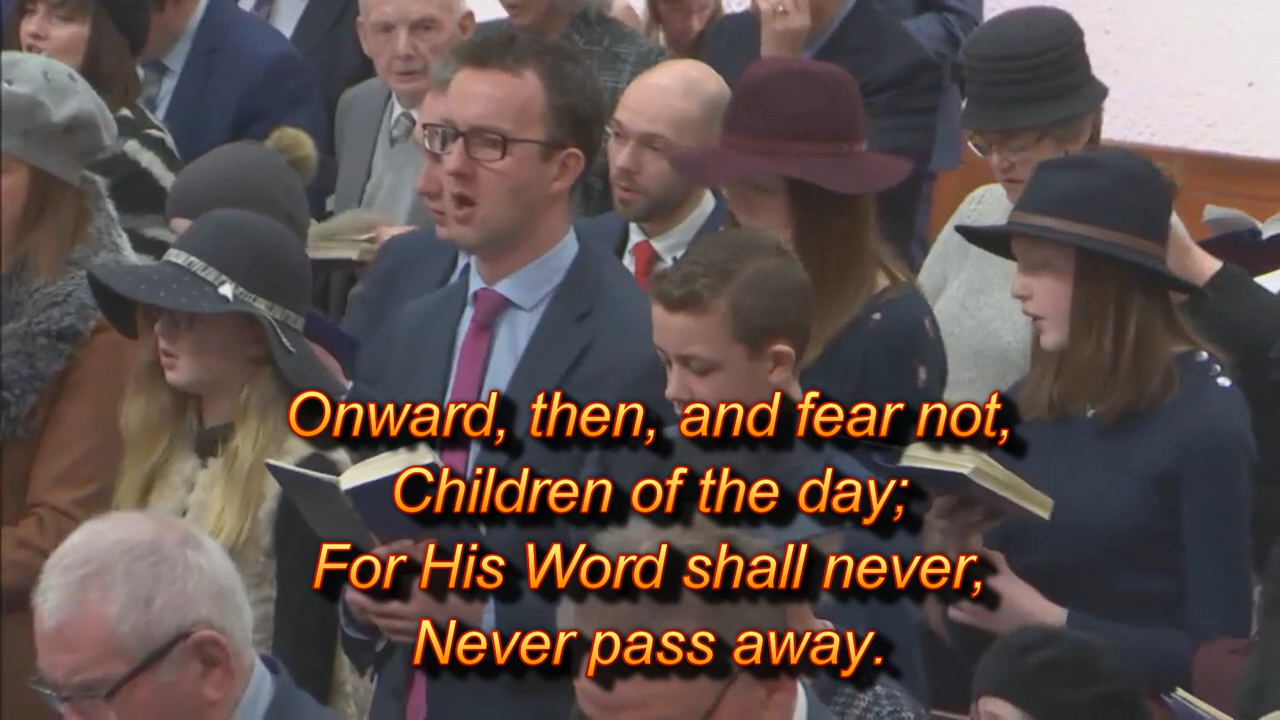 Onward, then, and fear not,
Children of the day;
For His Word shall never,
Never pass away.